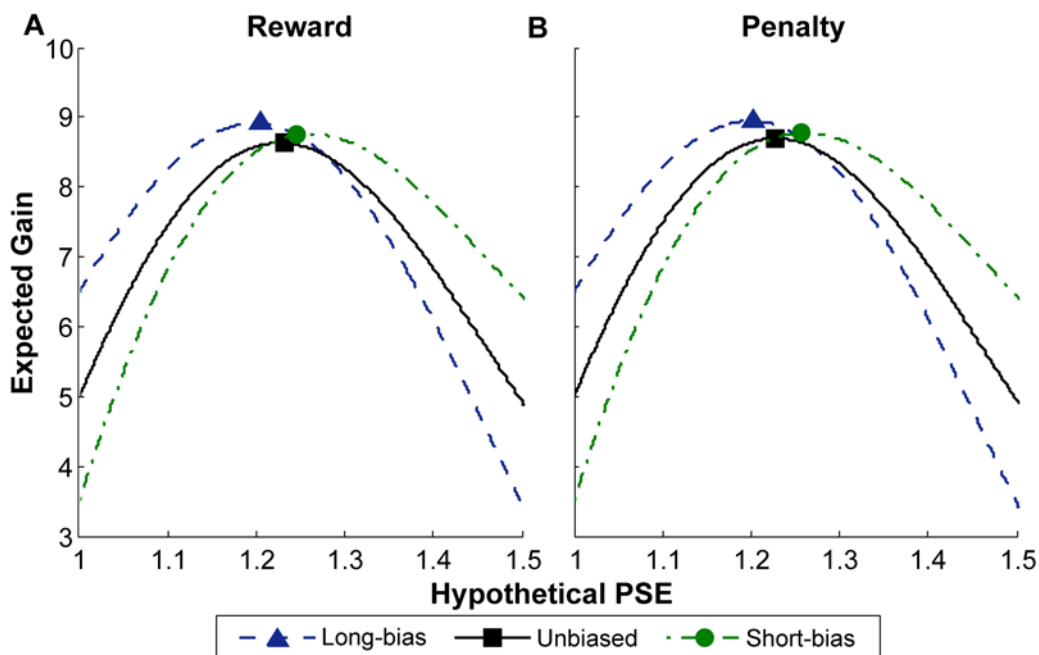 A Reward
B Penalty
Expected Gain
10
9
8
7
6
5
4
3
1 1.1 1.2 1.3 1.4 1.5
1 1.1 1.2 1.3 1.4 1.5
Hypothetical PSE
Long-bias Unbiased Short-bias